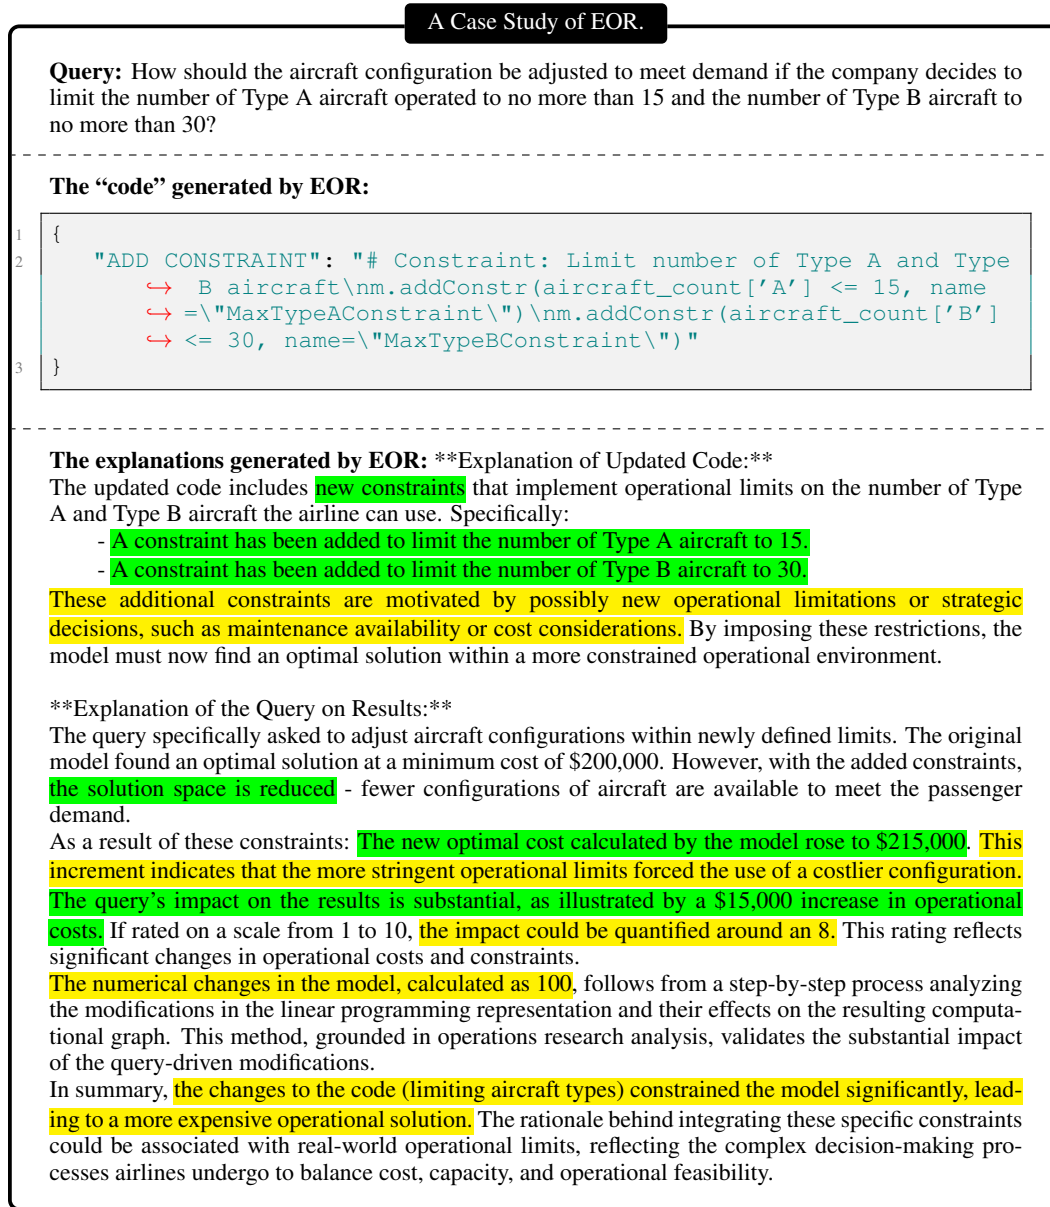 A Case Study of EOR.
Query: How should the aircraft configuration be adjusted to meet demand if the company decides to
limit the number of Type A aircraft operated to no more than 15 and the number of Type B aircraft to
no more than 30?
The “code” generated by EOR:
1 {
2 "ADD CONSTRAINT": "# Constraint: Limit number of Type A and Type
↪ B aircraft\nm.addConstr(aircraft_count['A'] <= 15, name
↪ =\"MaxTypeAConstraint\")\nm.addConstr(aircraft_count['B']
↪ <= 30, name=\"MaxTypeBConstraint\")"
3 }
The explanations generated by EOR: **Explanation of Updated Code:**
The updated code includes new constraints that implement operational limits on the number of Type
A and Type B aircraft the airline can use. Specifically:
- A constraint has been added to limit the number of Type A aircraft to 15.
- A constraint has been added to limit the number of Type B aircraft to 30.
These additional constraints are motivated by possibly new operational limitations or strategic
decisions, such as maintenance availability or cost considerations. By imposing these restrictions, the
model must now find an optimal solution within a more constrained operational environment.
**Explanation of the Query on Results:**
The query specifically asked to adjust aircraft configurations within newly defined limits. The original
model found an optimal solution at a minimum cost of $200,000. However, with the added constraints,
the solution space is reduced - fewer configurations of aircraft are available to meet the passenger
demand.
As a result of these constraints: The new optimal cost calculated by the model rose to $215,000. This
increment indicates that the more stringent operational limits forced the use of a costlier configuration.
The query's impact on the results is substantial, as illustrated by a $15,000 increase in operational
costs. If rated on a scale from 1 to 10, the impact could be quantified around an 8. This rating reflects
significant changes in operational costs and constraints.
The numerical changes in the model, calculated as 100, follows from a step-by-step process analyzing
the modifications in the linear programming representation and their effects on the resulting computa-
tional graph. This method, grounded in operations research analysis, validates the substantial impact
of the query-driven modifications.
In summary, the changes to the code (limiting aircraft types) constrained the model significantly, lead-
ing to a more expensive operational solution. The rationale behind integrating these specific constraints
could be associated with real-world operational limits, reflecting the complex decision-making pro-
cesses airlines undergo to balance cost, capacity, and operational feasibility.